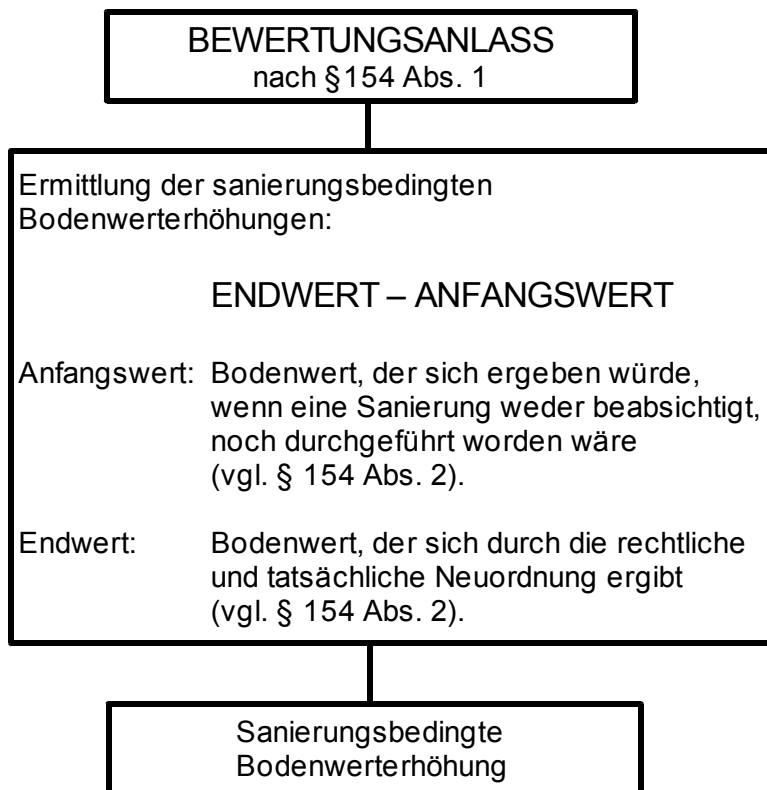 BEWERTUNGSANLASS
nach §154 Abs. 1
Ermittlung der sanierungsbedingten
Bodenwerterhöhungen:
ENDWERT – ANFANGSWERT
Anfangswert: Bodenwert, der sich ergeben würde,
wenn eine Sanierung weder beabsichtigt,
noch durchgeführt worden wäre
(vgl. § 154 Abs. 2).
Endwert: Bodenwert, der sich durch die rechtliche
und tatsächliche Neuordnung ergibt
(vgl. § 154 Abs. 2).
Sanierungsbedingte
Bodenwerterhöhung